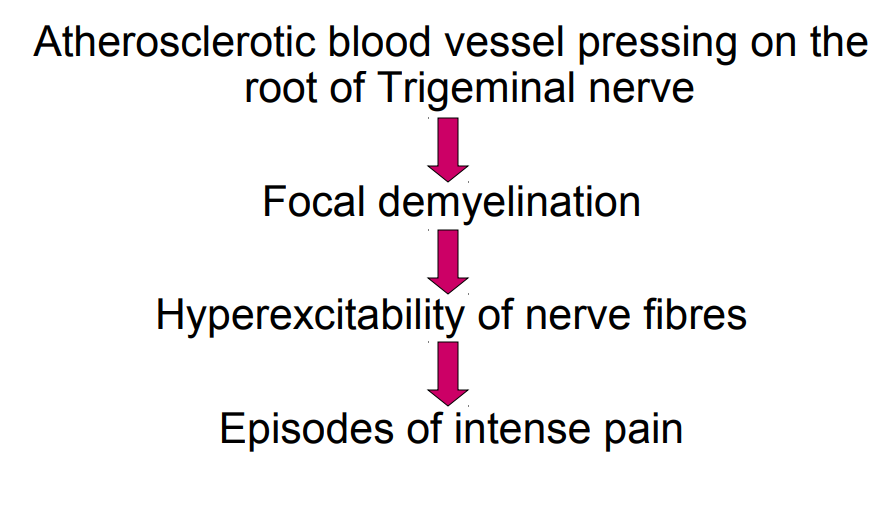 Atherosclerotic blood vessel pressing on the
root of Trigeminal nerve
Focal demyelination
Hyperexcitability of nerve fibres
Episodes of intense pain